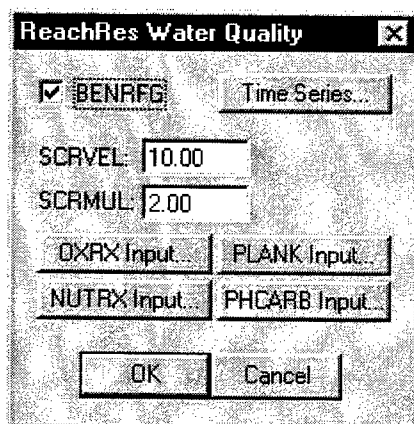 ReachRes Water Quality
BENRFG Time Series...
SCRVEL: 10.00
SCRMUL: 2.00
OXRX Input... PLANK Input...
NUTRX Input... PHCARB Input...
OK Cancel